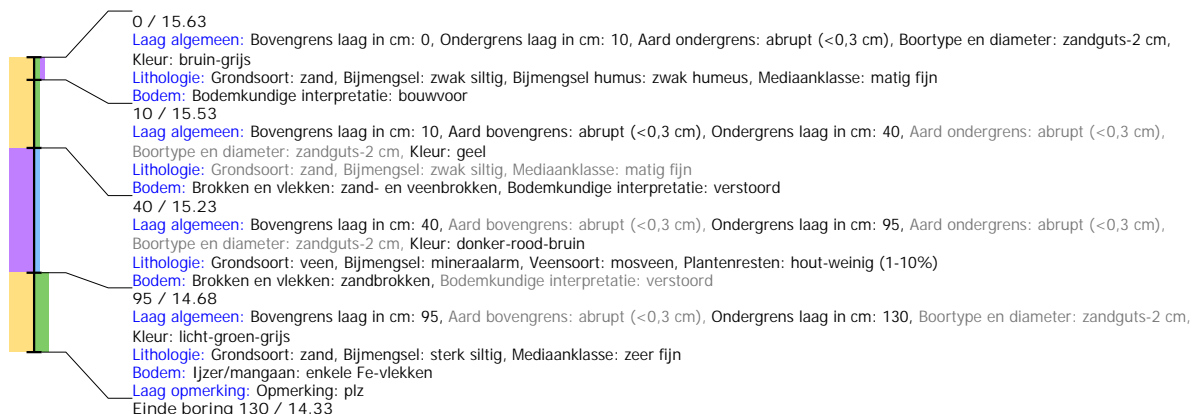 0 / 15.63
Laag algemeen: Bovengrens laag in cm: 0, Ondergrens laag in cm: 10, Aard ondergrens: abrupt (<0,3 cm), Boortype en diameter: zandguts-2 cm,
Kleur: bruin-grijs
Lithologie: Grondsoort: zand, Bijmengsel: zwak siltig, Bijmengsel humus: zwak humeus, Mediaanklasse: matig fijn
Bodem: Bodemkundige interpretatie: bouwvoor
10 / 15.53
Laag algemeen: Bovengrens laag in cm: 10, Aard bovengrens: abrupt (<0,3 cm), Ondergrens laag in cm: 40, Aard ondergrens: abrupt (<0,3 cm),
Boortype en diameter: zandguts-2 cm, Kleur: geel
Lithologie: Grondsoort: zand, Bijmengsel: zwak siltig, Mediaanklasse: matig fijn
Bodem: Brokken en vlekken: zand- en veenbrokken, Bodemkundige interpretatie: verstoord
40 / 15.23
Laag algemeen: Bovengrens laag in cm: 40, Aard bovengrens: abrupt (<0,3 cm), Ondergrens laag in cm: 95, Aard ondergrens: abrupt (<0,3 cm),
Boortype en diameter: zandguts-2 cm, Kleur: donker-rood-bruin
Lithologie: Grondsoort: veen, Bijmengsel: mineraalarm, Veensoort: mosveen, Plantenresten: hout-weinig (1-10%)
Bodem: Brokken en vlekken: zandbrokken, Bodemkundige interpretatie: verstoord
95 / 14.68
Laag algemeen: Bovengrens laag in cm: 95, Aard bovengrens: abrupt (<0,3 cm), Ondergrens laag in cm: 130, Boortype en diameter: zandguts-2 cm,
Kleur: licht-groen-grijs
Lithologie: Grondsoort: zand, Bijmengsel: sterk siltig, Mediaanklasse: zeer fijn
Bodem: Ijzer/mangaan: enkele Fe-vlekken
Laag opmerking: Opmerking: plz
Einde boring 130 / 14.33